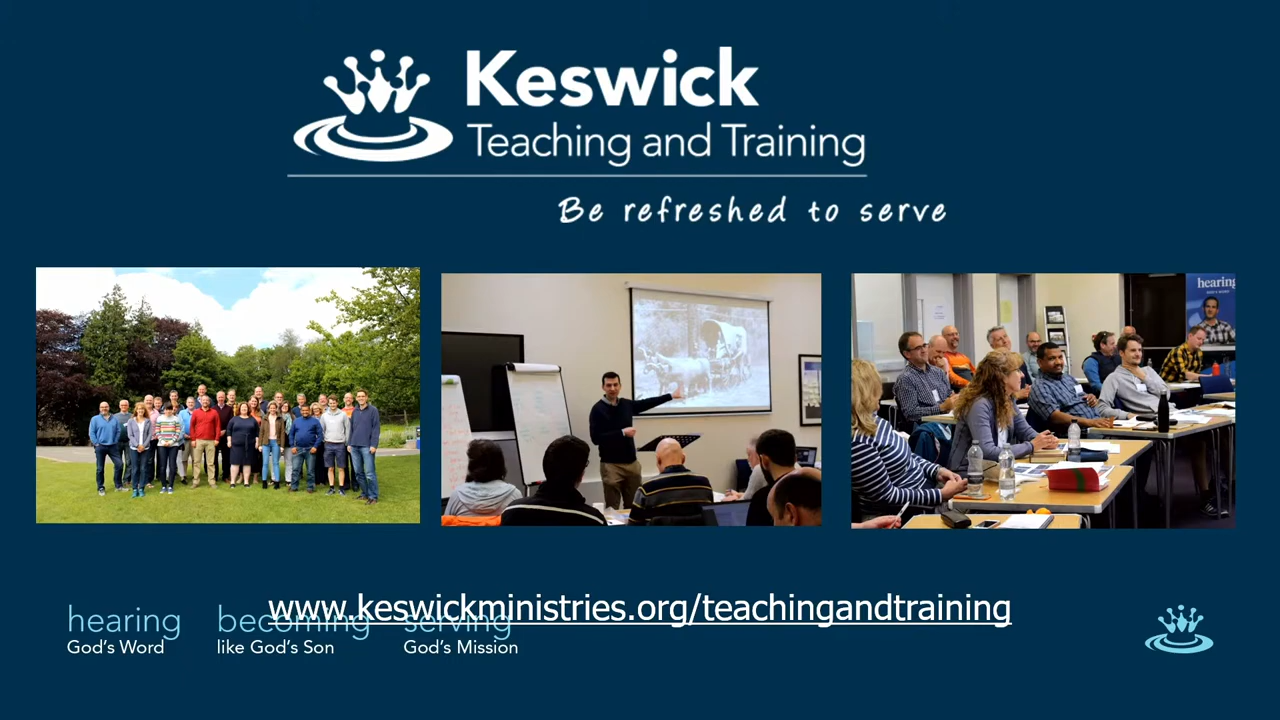 Keswick
Teaching and Training
Be refreshed to serve
hearing
www.keswickministries.org/teachingandtraining
hearing becoming serving
God's Word like God's Son God's Mission